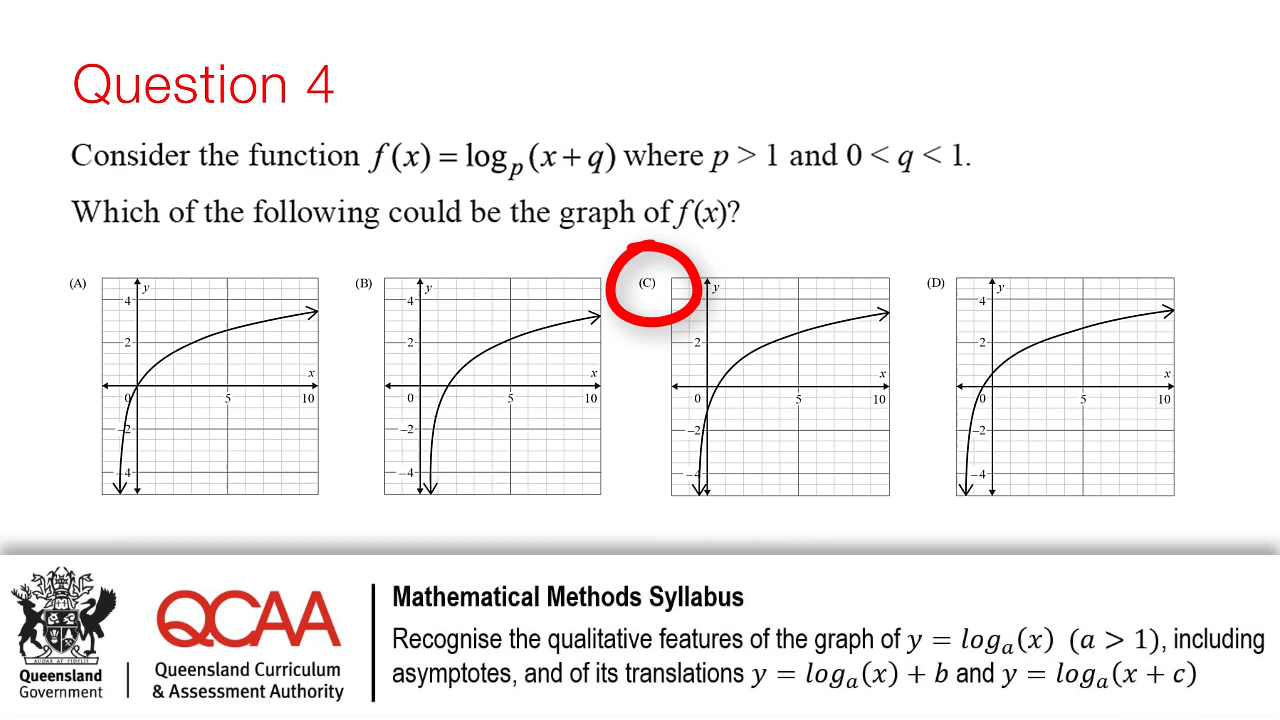 Question 4
Consider the function f(x) = log_p(x + q) where p > 1 and 0 < q < 1.
Which of the following could be the graph of f(x)?
(A) (B) (C) (D)
y y y y
4 4 4
2 2 2 2
x x x x
0 5 10 0 5 10 0 5 10 0 5 10
-2 -2 -2 -2
-4 -4 -4 -4
AUDAX AT FIDELIS
Queensland
Government
QCAA
Queensland Curriculum
& Assessment Authority
Mathematical Methods Syllabus
Recognise the qualitative features of the graph of y = log_a(x) (a > 1), including
asymptotes, and of its translations y = log_a(x) + b and y = log_a(x + c)